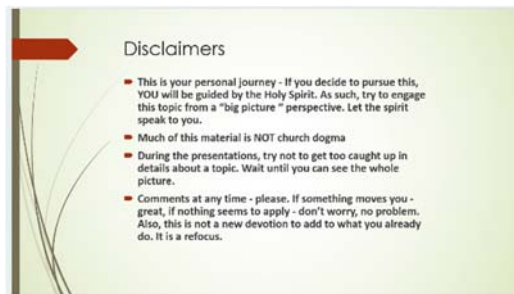 Disclaimers
This is your personal journey - If you decide to pursue this,
YOU will be guided by the Holy Spirit. As such, try to engage
this topic from a "big picture " perspective. Let the spirit
speak to you.
Much of this material is NOT church dogma
During the presentations, try not to get too caught up in
details about a topic. Wait until you can see the whole
picture.
Comments at any time - please. If something moves you -
great, if nothing seems to apply - don't worry, no problem.
Also, this is not a new devotion to add to what you already
do. It is a refocus.